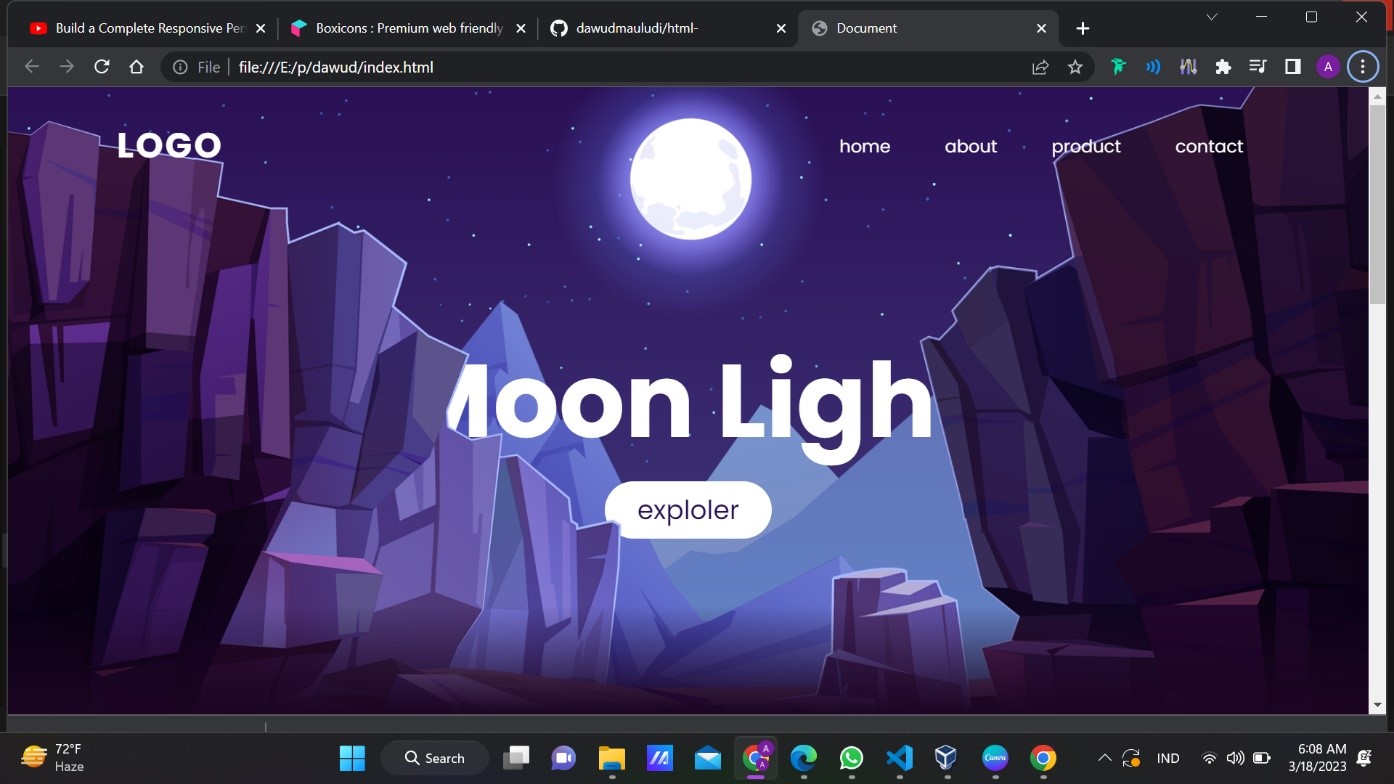 Build a Complete Responsive Per
Boxicons : Premium web friendly
dawudmauludi/html-
Document
File
file:///E:/p/dawud/index.html
A
LOGO
home
about
product
contact
Moon Ligh
exploler
72°F
Haze
Search
A
A
Canva
IND
6:08 AM
3/18/2023